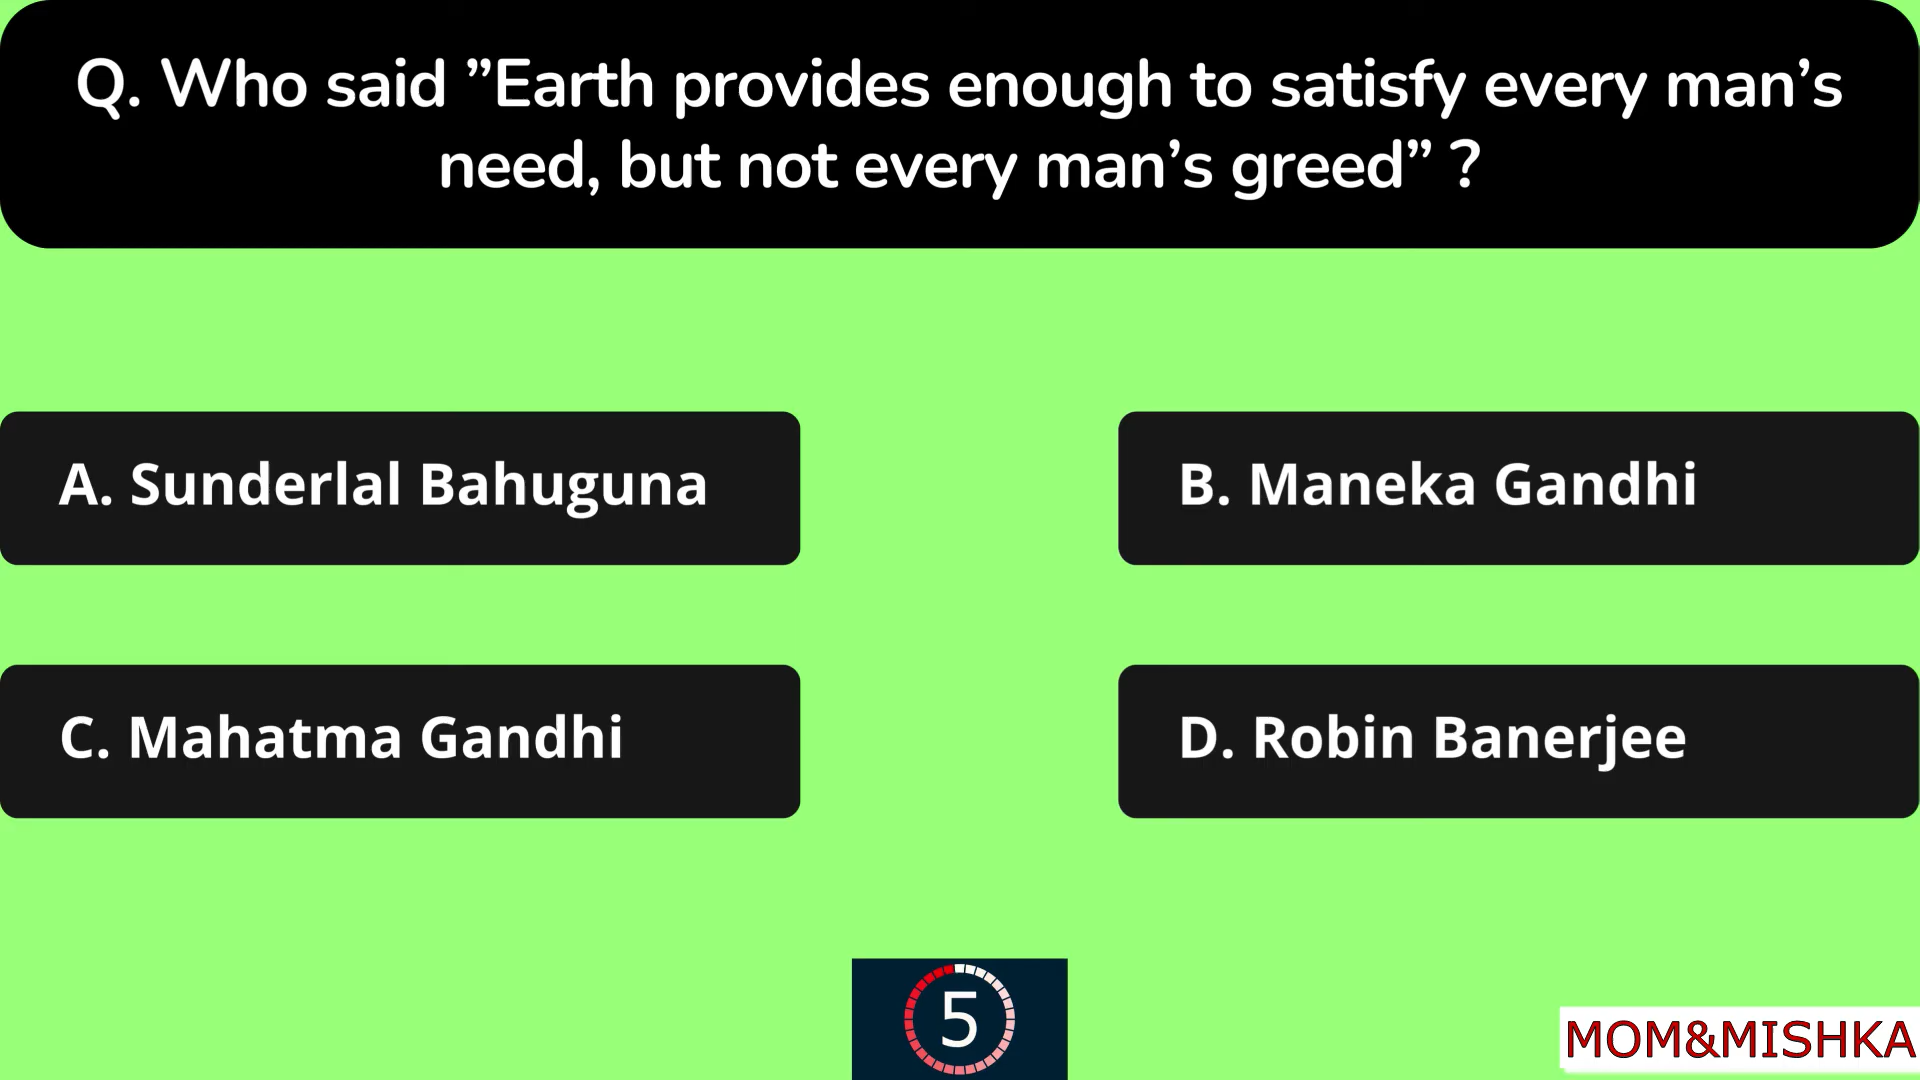 Q. Who said ”Earth provides enough to satisfy every man’s
need, but not every man’s greed” ?
A. Sunderlal Bahuguna
B. Maneka Gandhi
C. Mahatma Gandhi
D. Robin Banerjee
5
MOM&MISHKA